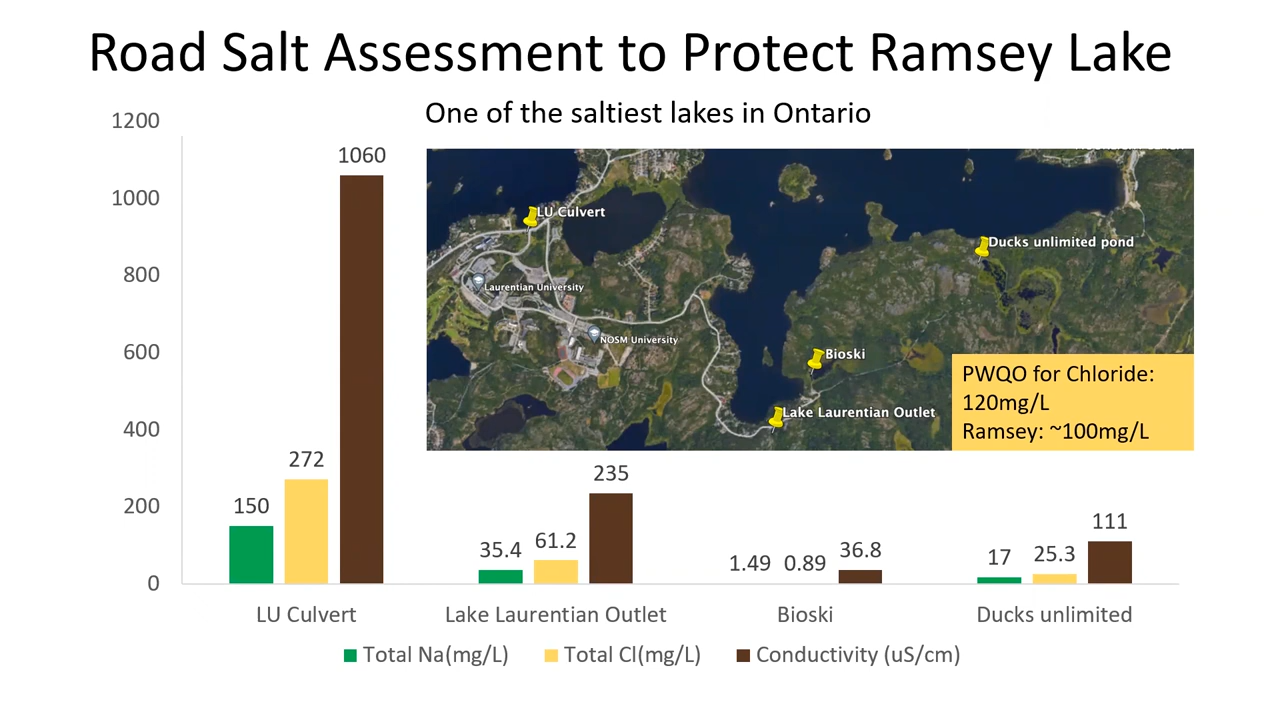 Road Salt Assessment to Protect Ramsey Lake
One of the saltiest lakes in Ontario
1200
1000
800
600
400
200
0
150
272
1060
35.4
61.2
235
1.49
0.89
36.8
17
25.3
111
LU Culvert
Laurentian University
NOSM University
Ducks unlimited pond
Bioski
Lake Laurentian Outlet
PWQO for Chloride:
120mg/L
Ramsey: ~100mg/L
LU Culvert
Lake Laurentian Outlet
Bioski
Ducks unlimited
Total Na(mg/L)
Total Cl(mg/L)
Conductivity (uS/cm)